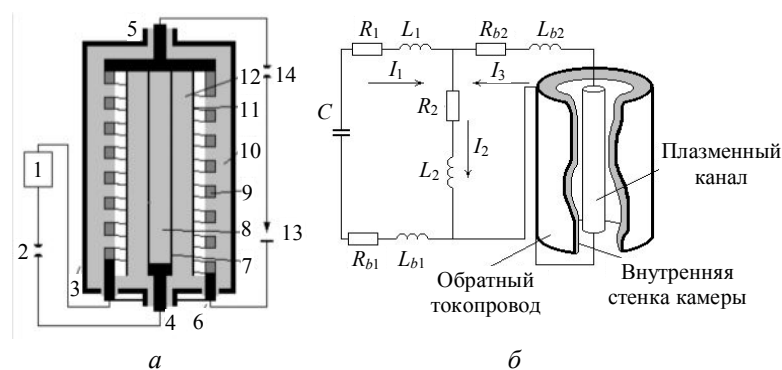 5
14
12
11
10
1
9
8
13
2
7
3
4
6
а
R1
L1
Rb2
Lb2
I1
I3
R2
C
I2
L2
Плазменный
канал
Rb1
Lb1
Обратный
токопровод
Внутренняя
стенка камеры
б